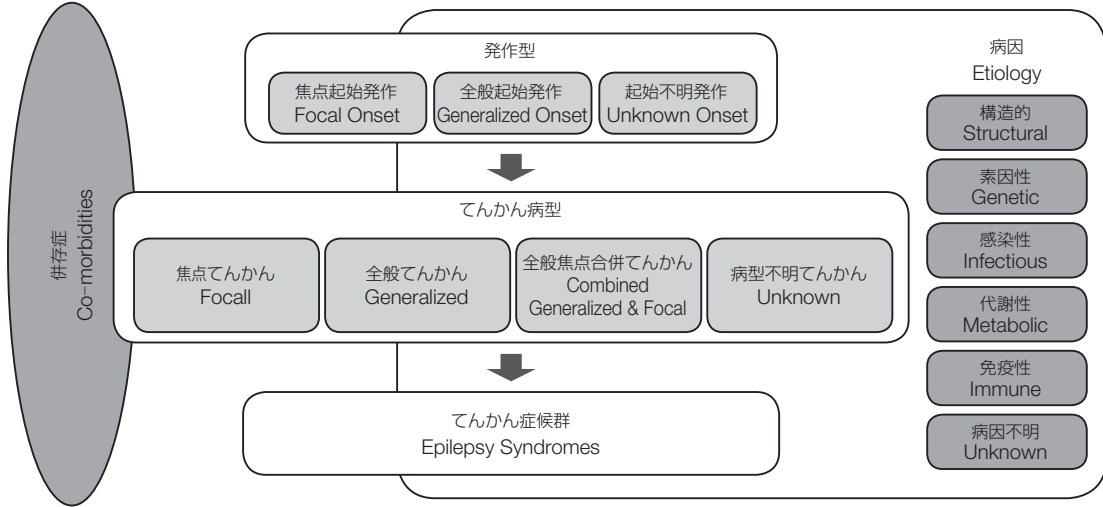 併存症
Co-morbidities
発作型
焦点起始発作
Focal Onset
全般起始発作
Generalized Onset
起始不明発作
Unknown Onset
てんかん病型
焦点てんかん
Focall
全般てんかん
Generalized
全般焦点合併てんかん
Combined
Generalized & Focal
病型不明てんかん
Unknown
てんかん症候群
Epilepsy Syndromes
病因
Etiology
構造的
Structural
素因性
Genetic
感染性
Infectious
代謝性
Metabolic
免疫性
Immune
病因不明
Unknown